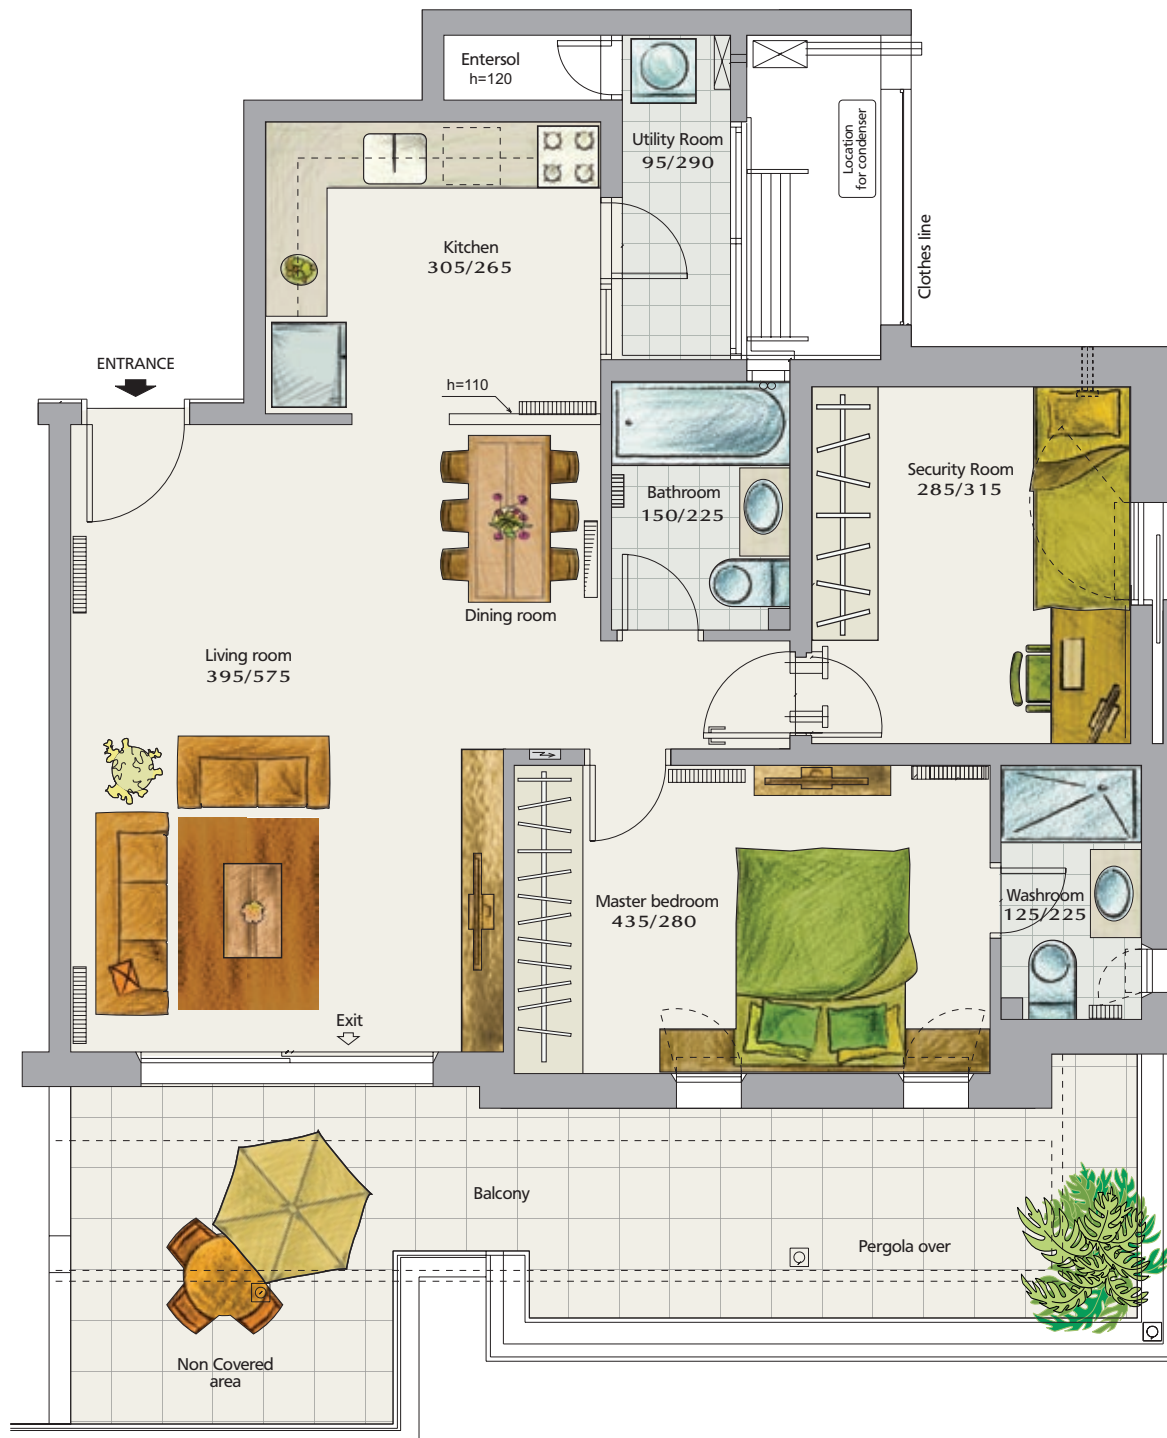 Entersol
h=120
Utility Room
95/290
Location
for condenser
Clothes line
Kitchen
305/265
ENTRANCE
h=110
Bathroom
150/225
Security Room
285/315
Dining room
Living room
395/575
Master bedroom
435/280
Washroom
125/225
Exit
Balcony
Pergola over
Non Covered
area